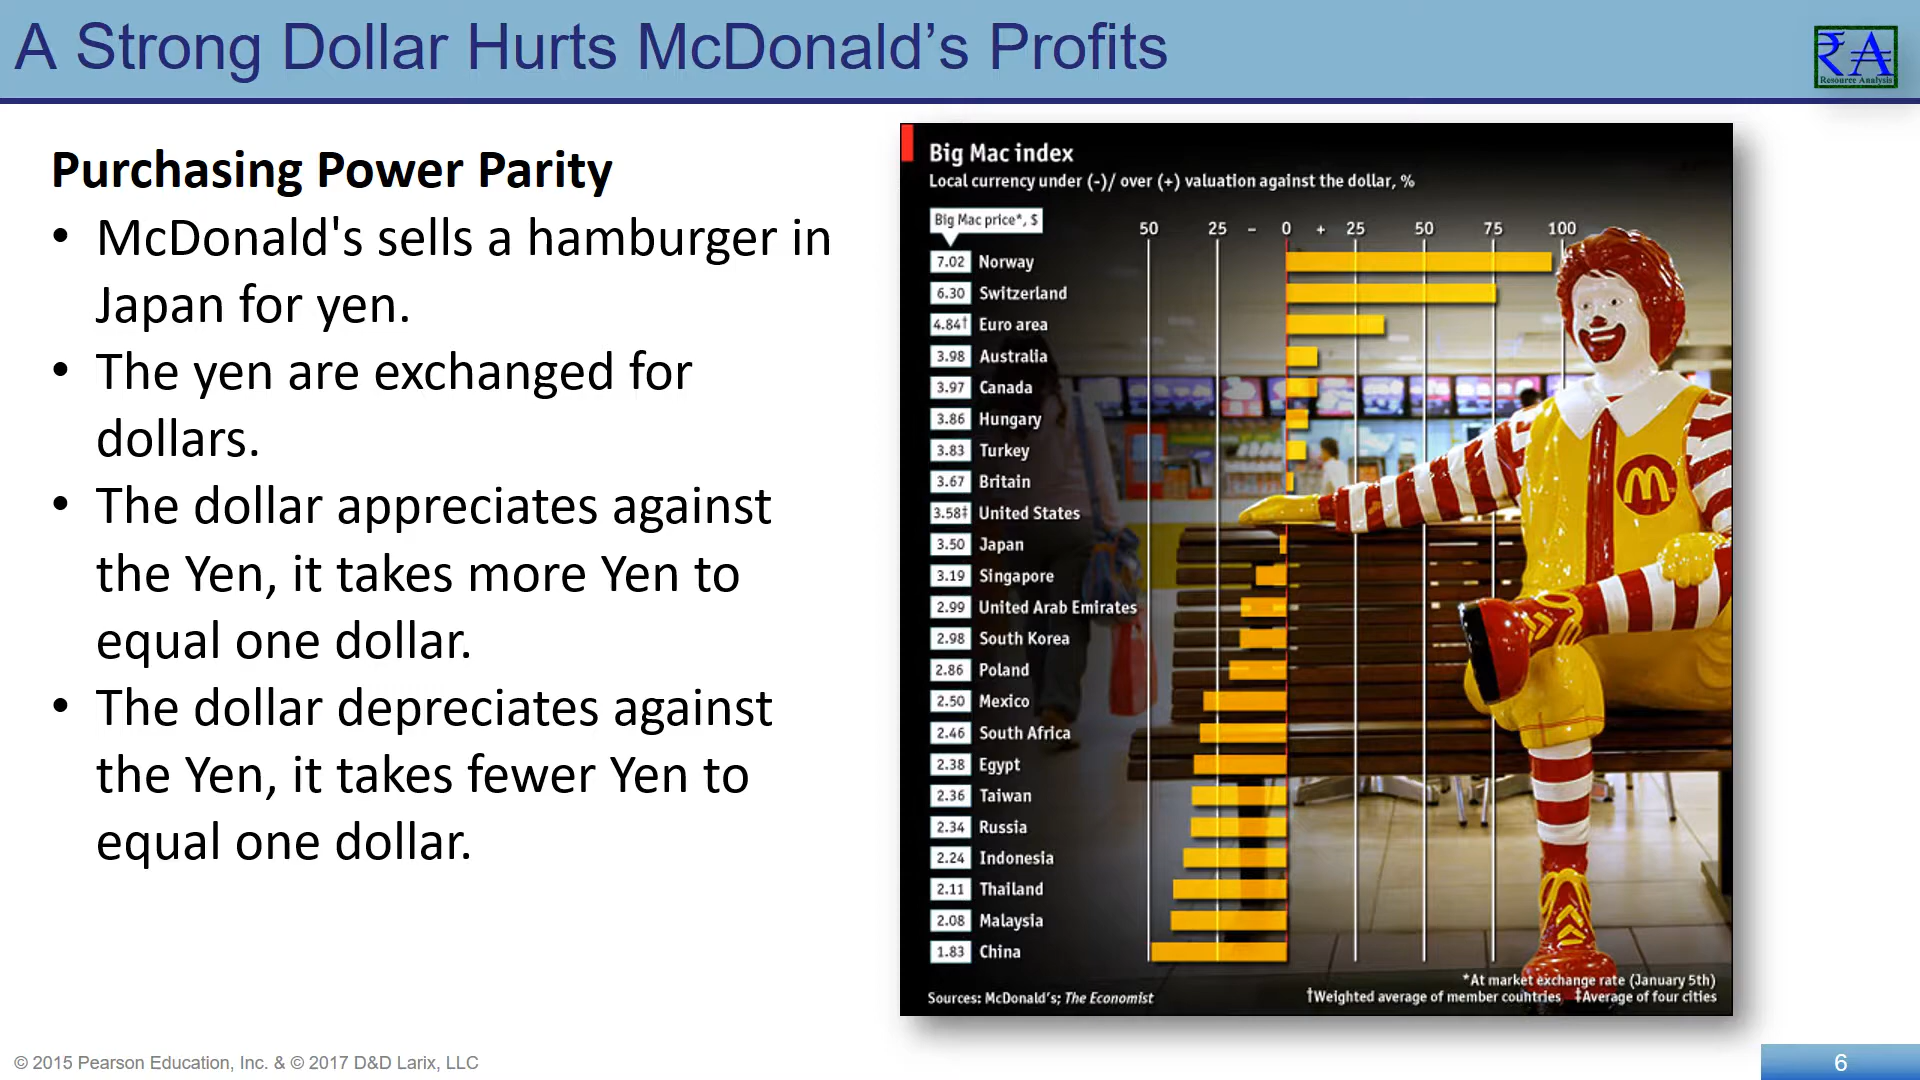 A Strong Dollar Hurts McDonald’s Profits
₹A
Resource Analysis
Purchasing Power Parity
• McDonald's sells a hamburger in
Japan for yen.
• The yen are exchanged for
dollars.
• The dollar appreciates against
the Yen, it takes more Yen to
equal one dollar.
• The dollar depreciates against
the Yen, it takes fewer Yen to
equal one dollar.
Big Mac index
Local currency under (-)/ over (+) valuation against the dollar, %
Big Mac price*, $
50 25 – 0 + 25 50 75 100
7.02 Norway
6.30 Switzerland
4.84† Euro area
3.98 Australia
3.97 Canada
3.86 Hungary
3.83 Turkey
3.67 Britain
3.58‡ United States
3.50 Japan
3.19 Singapore
2.99 United Arab Emirates
2.98 South Korea
2.86 Poland
2.50 Mexico
2.46 South Africa
2.38 Egypt
2.36 Taiwan
2.34 Russia
2.24 Indonesia
2.11 Thailand
2.08 Malaysia
1.83 China
M
*At market exchange rate (January 5th)
Sources: McDonald's; The Economist
†Weighted average of member countries ‡Average of four cities
© 2015 Pearson Education, Inc. & © 2017 D&D Larix, LLC
6